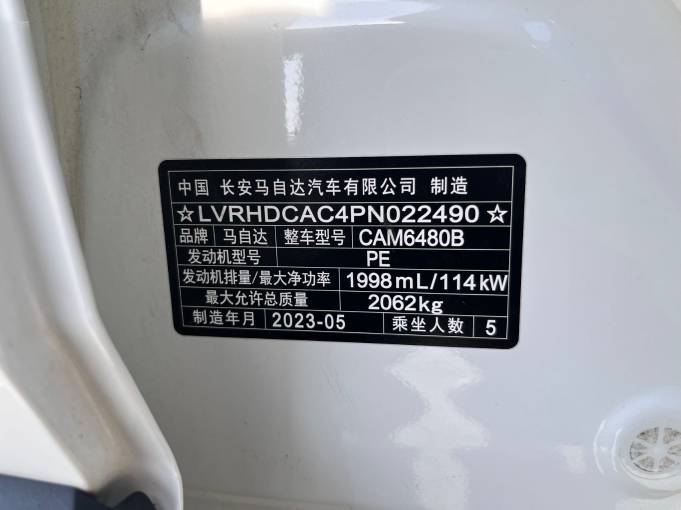 中国 长安马自达汽车有限公司 制造
☆LVRHDCAC4PN022490☆
品牌 马自达 整车型号 CAM6480B
发动机型号 PE
发动机排量/最大净功率 1998mL/114kW
最大允许总质量 2062kg
制造年月 2023-05 乘坐人数 5